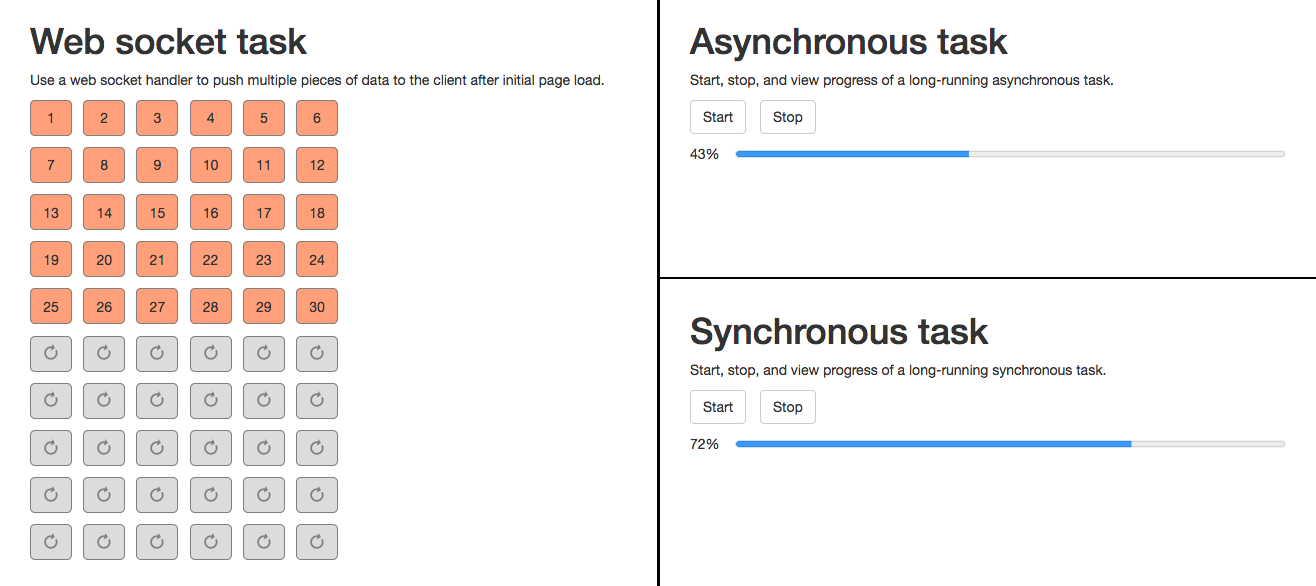 Web socket task
Use a web socket handler to push multiple pieces of data to the client after initial page load.
1 2 3 4 5 6
7 8 9 10 11 12
13 14 15 16 17 18
19 20 21 22 23 24
25 26 27 28 29 30
Asynchronous task
Start, stop, and view progress of a long-running asynchronous task.
Start Stop
43%
Synchronous task
Start, stop, and view progress of a long-running synchronous task.
Start Stop
72%